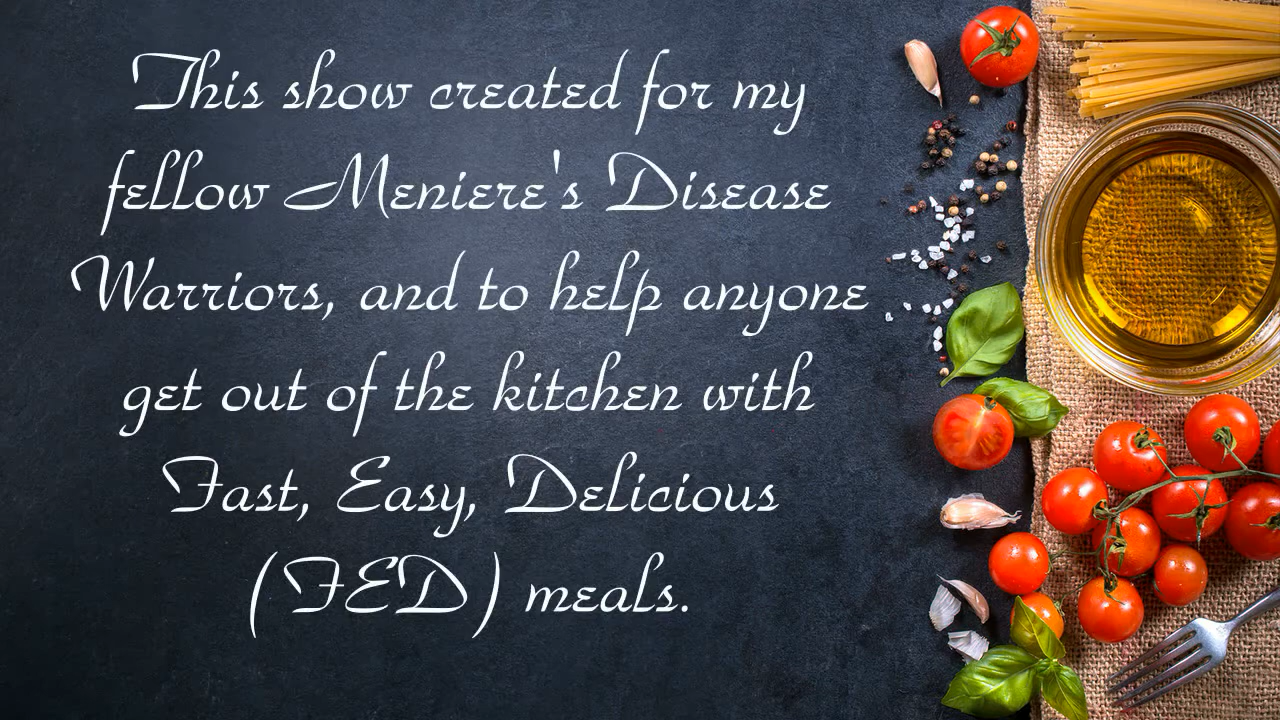 This show created for my
fellow Meniere's Disease
Warriors, and to help anyone
get out of the kitchen with
Fast, Easy, Delicious
(FED) meals.